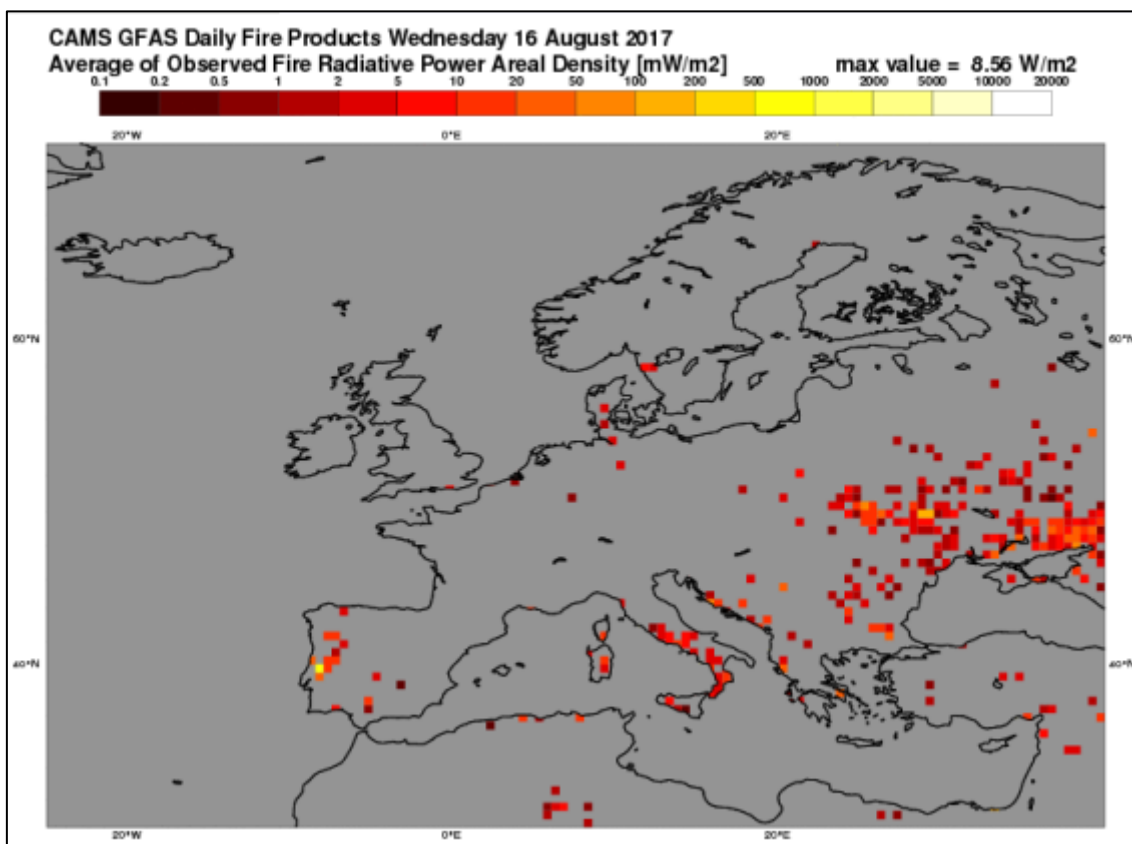 CAMS GFAS Daily Fire Products Wednesday 16 August 2017
Average of Observed Fire Radiative Power Areal Density [mW/m2] max value = 8.56 W/m2
0.1 0.2 0.5 1 2 5 10 20 50 100 200 500 1000 2000 5000 10000 20000
20°W 0°E 20°E
60°N 60°N
40°N 40°N
20°W 0°E 20°E